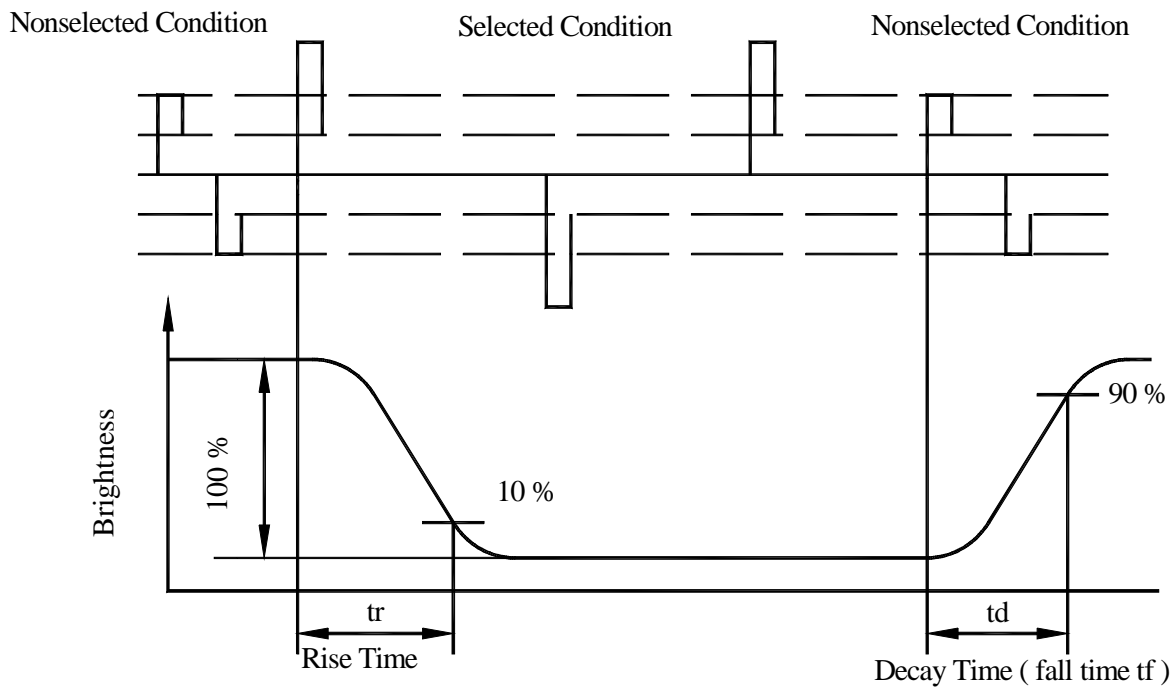 Nonselected Condition
Selected Condition
Nonselected Condition
Brightness
100 %
10 %
90 %
tr
Rise Time
td
Decay Time ( fall time tf )